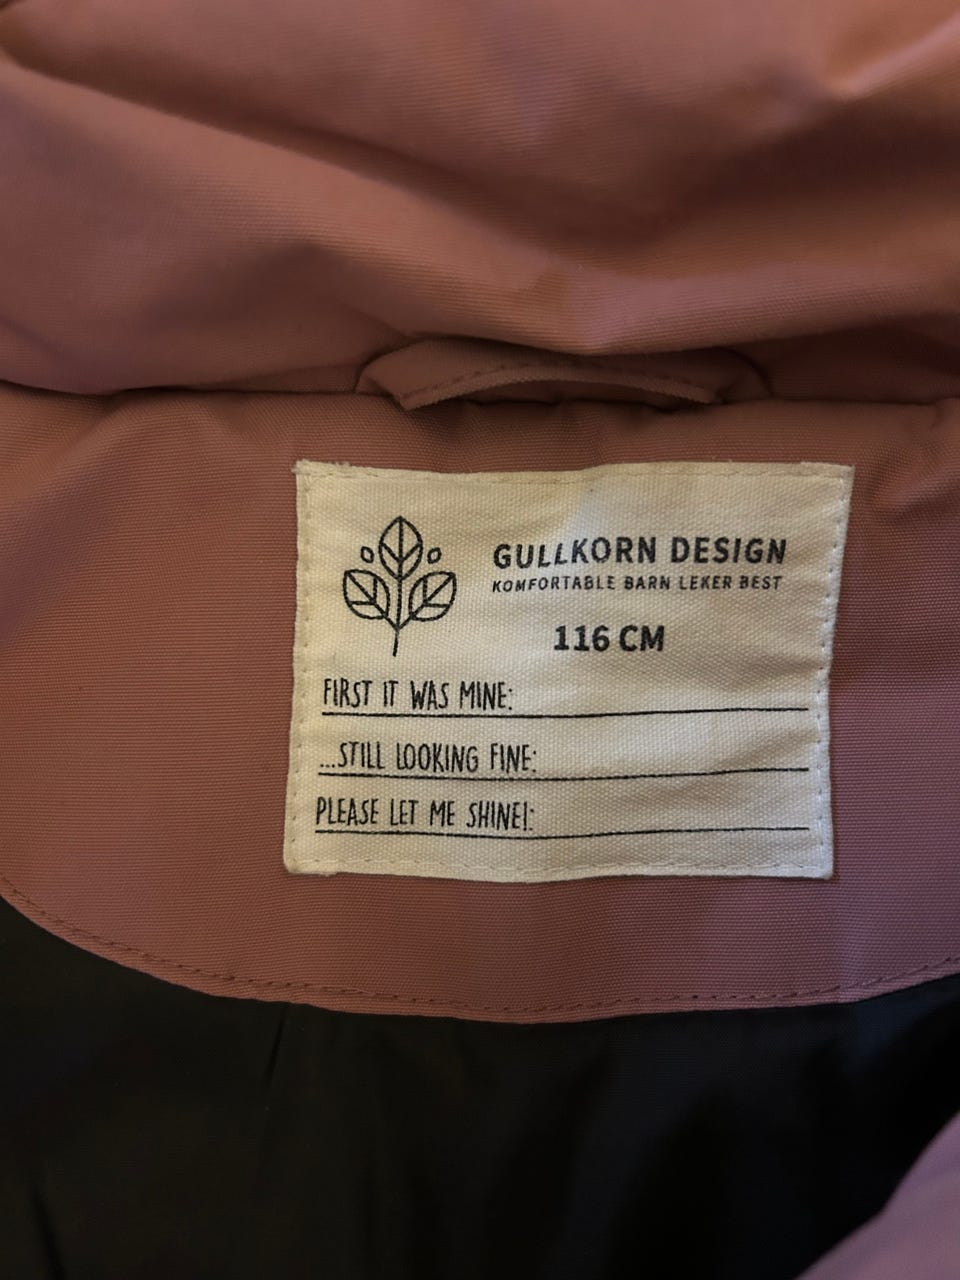 GULLKORN DESIGN
KOMFORTABLE BARN LEKER BEST
116 CM
FIRST IT WAS MINE:
...STILL LOOKING FINE:
PLEASE LET ME SHINE!: